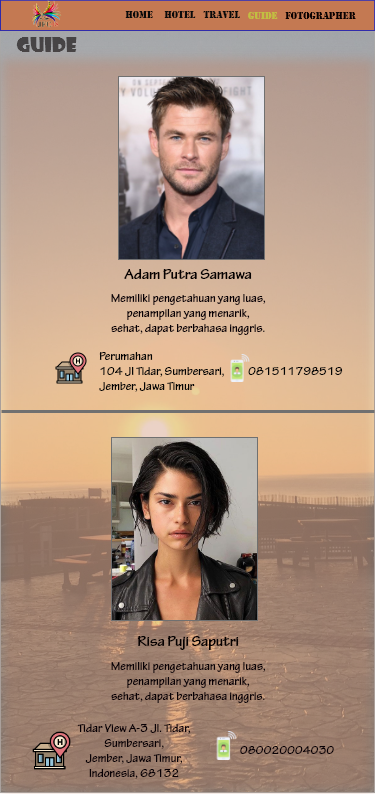 HOME HOTEL TRAVEL GUIDE FOTOGRAPHER
GUIDE
Adam Putra Samawa
Memiliki pengetahuan yang luas,
penampilan yang menarik,
sehat, dapat berbahasa inggris.
Perumahan
104 Jl Tidar, Sumbersari,
Jember, Jawa Timur
081511798519
Risa Puji Saputri
Memiliki pengetahuan yang luas,
penampilan yang menarik,
sehat, dapat berbahasa inggris.
Tidar View A-3 Jl. Tidar,
Sumbersari,
Jember, Jawa Timur,
Indonesia, 68132
080020004030